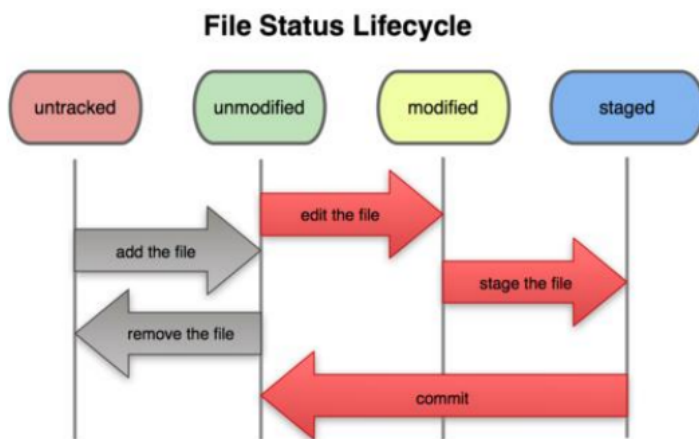 File Status Lifecycle
untracked
unmodified
modified
staged
edit the file
add the file
stage the file
remove the file
commit